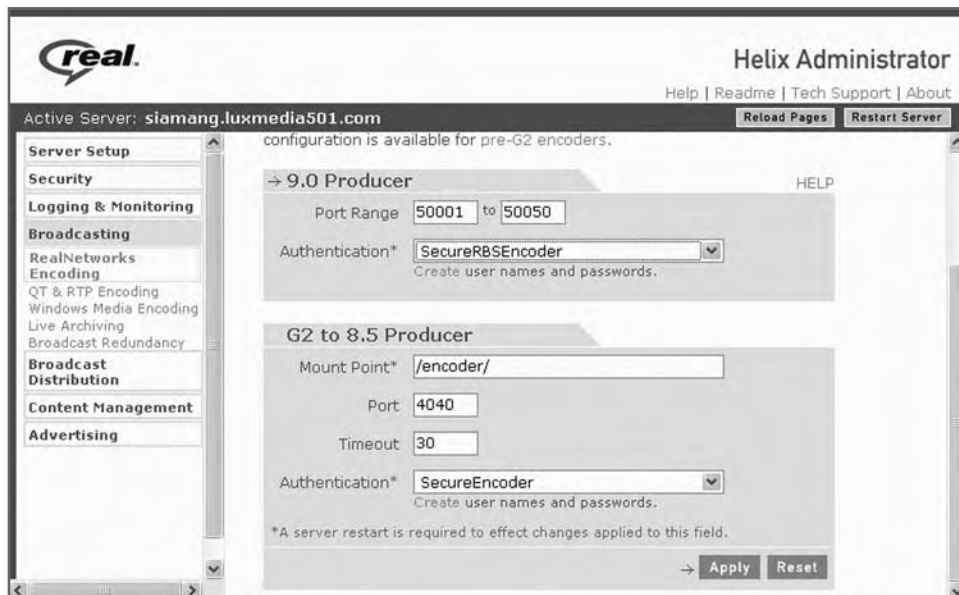 real.
Helix Administrator
Help | Readme | Tech Support | About
Active Server: siamang.luxmedia501.com
Reload Pages
Restart Server
Server Setup
Security
Logging & Monitoring
Broadcasting
RealNetworks
Encoding
QT & RTP Encoding
Windows Media Encoding
Live Archiving
Broadcast Redundancy
Broadcast
Distribution
Content Management
Advertising
configuration is available for pre-G2 encoders.
→ 9.0 Producer
HELP
Port Range 50001 to 50050
Authentication* SecureRBSEncoder
Create user names and passwords.
G2 to 8.5 Producer
Mount Point* /encoder/
Port 4040
Timeout 30
Authentication* SecureEncoder
Create user names and passwords.
*A server restart is required to effect changes applied to this field.
→ Apply Reset